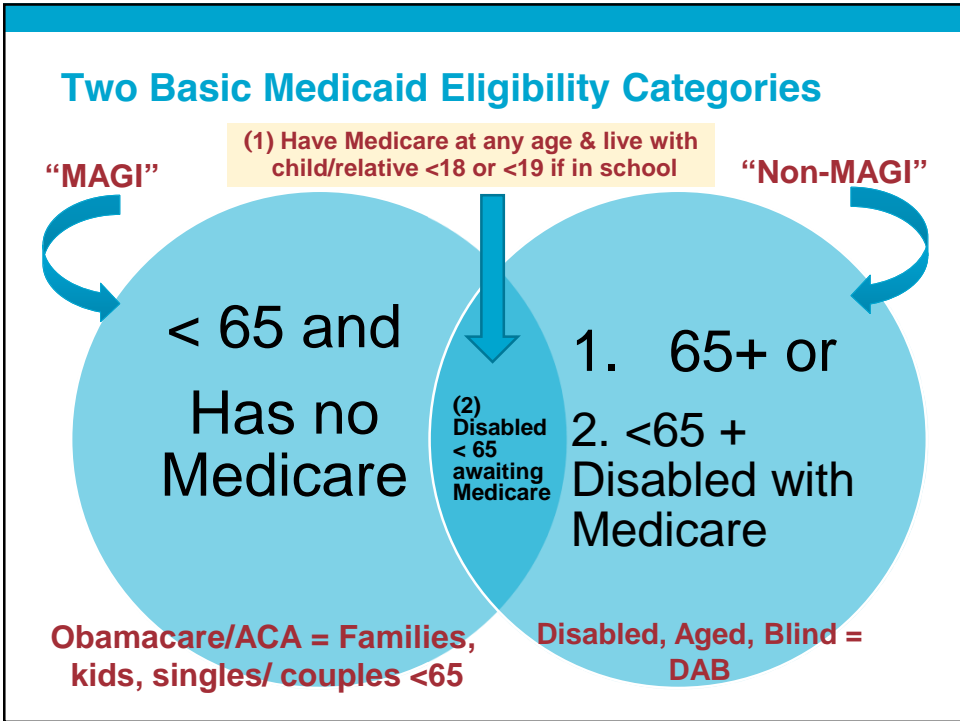 Two Basic Medicaid Eligibility Categories
(1) Have Medicare at any age & live with
child/relative <18 or <19 if in school
“MAGI”
“Non-MAGI”
< 65 and
Has no
Medicare
(2)
Disabled
< 65
awaiting
Medicare
1. 65+ or
2. <65 +
Disabled with
Medicare
Obamacare/ACA = Families,
kids, singles/ couples <65
Disabled, Aged, Blind =
DAB